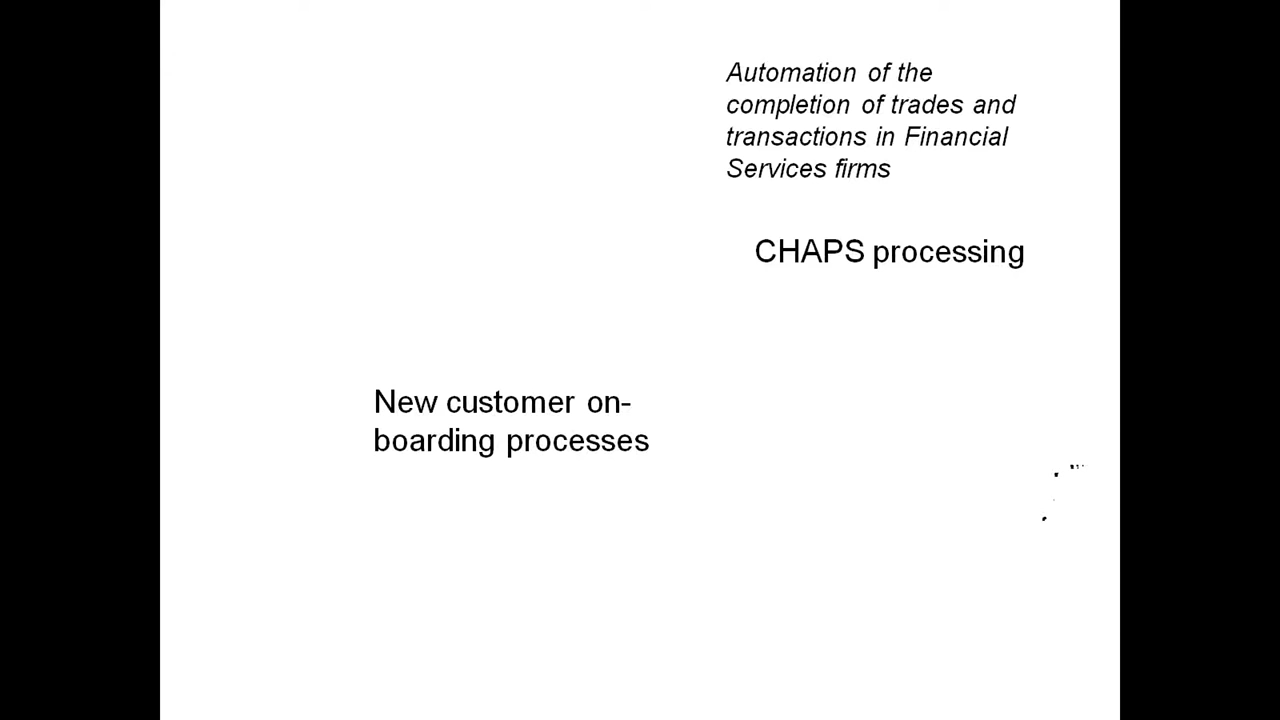 Automation of the
completion of trades and
transactions in Financial
Services firms
CHAPS processing
New customer on-
boarding processes